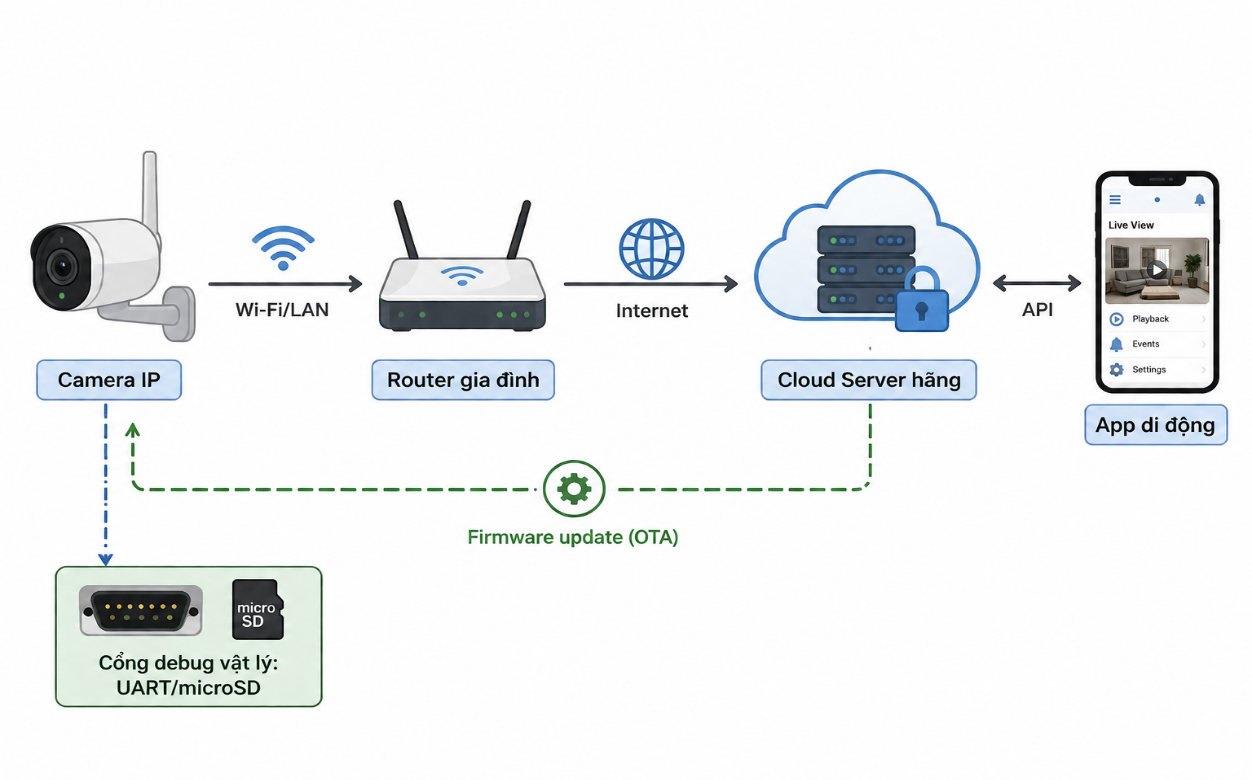 Live View
Wi-Fi/LAN
Internet
API
Playback
Events
Settings
Camera IP
Router gia đình
Cloud Server hãng
App di động
Firmware update (OTA)
micro
SD
Cổng debug vật lý:
UART/microSD